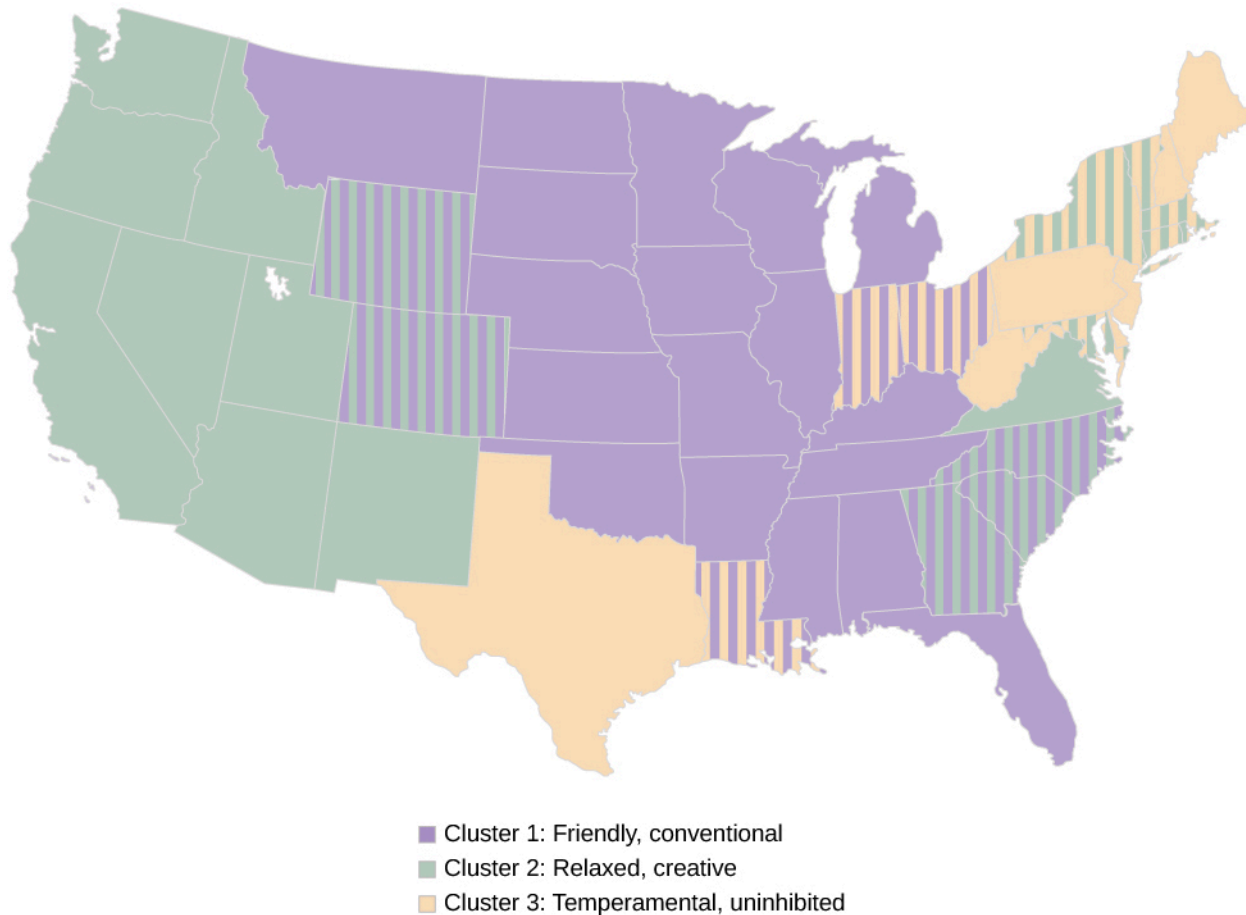 Cluster 1: Friendly, conventional
Cluster 2: Relaxed, creative
Cluster 3: Temperamental, uninhibited